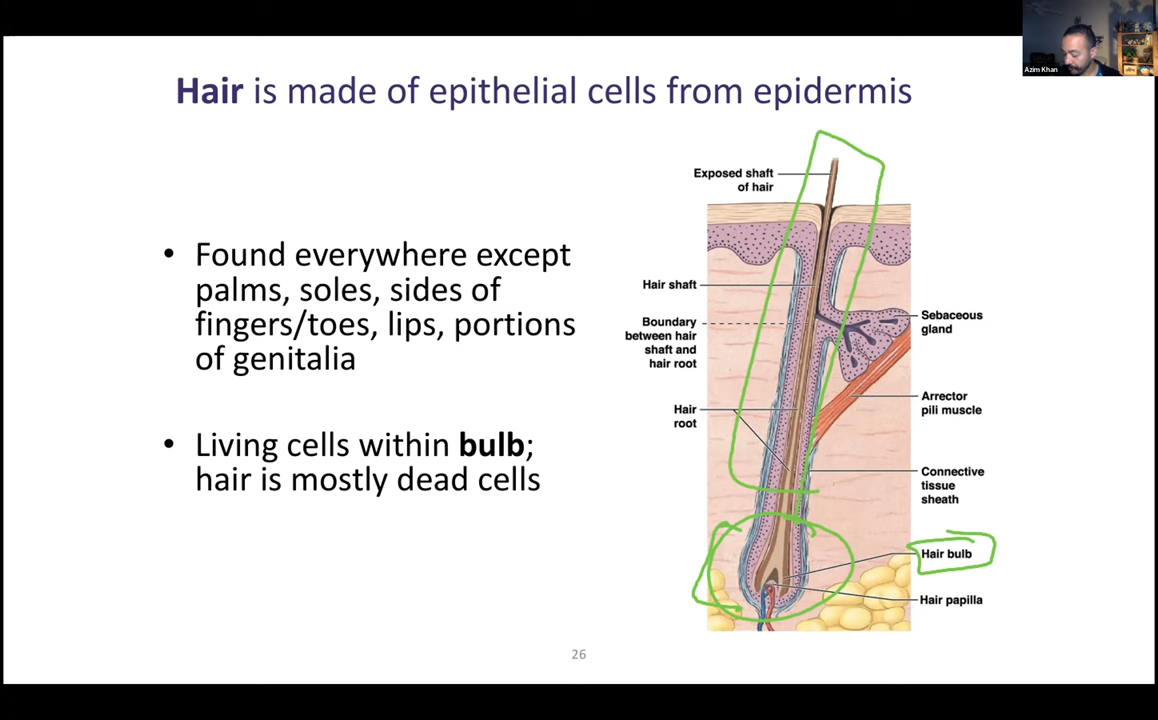 Azim Khan
Hair is made of epithelial cells from epidermis
• Found everywhere except
palms, soles, sides of
fingers/toes, lips, portions
of genitalia
• Living cells within bulb;
hair is mostly dead cells
Exposed shaft
of hair
Hair shaft
Boundary
between hair
shaft and
hair root
Hair
root
Sebaceous
gland
Arrector
pili muscle
Connective
tissue
sheath
Hair bulb
Hair papilla
26